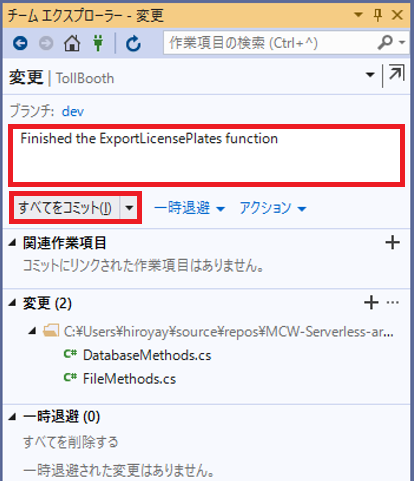 チーム エクスプローラー - 変更
作業項目の検索 (Ctrl+^)
変更 | TollBooth
ブランチ: dev
Finished the ExportLicensePlates function
すべてをコミット(I) 一時退避 アクション
関連作業項目
コミットにリンクされた作業項目はありません。
変更 (2)
C:¥Users¥hiroyay¥source¥repos¥MCW-Serverless-ar...
C# DatabaseMethods.cs
C# FileMethods.cs
一時退避 (0)
すべてを削除する
一時退避された変更はありません。